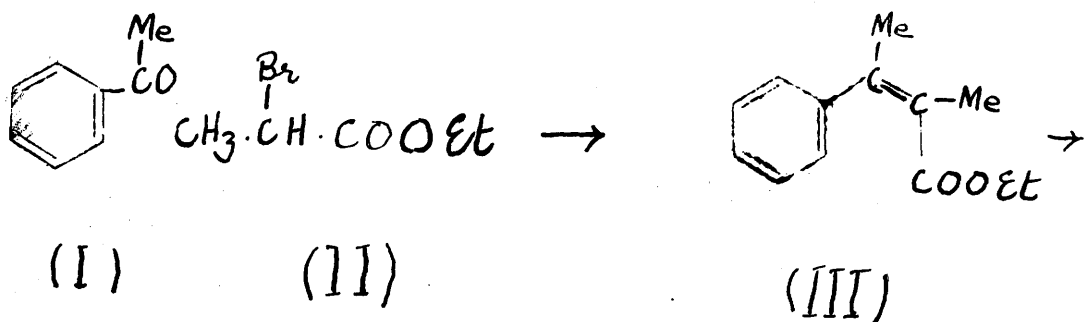 Me
CO
Br
CH3.CH.COOEt
Me
C
C-Me
COOEt
(I) (II) (III)